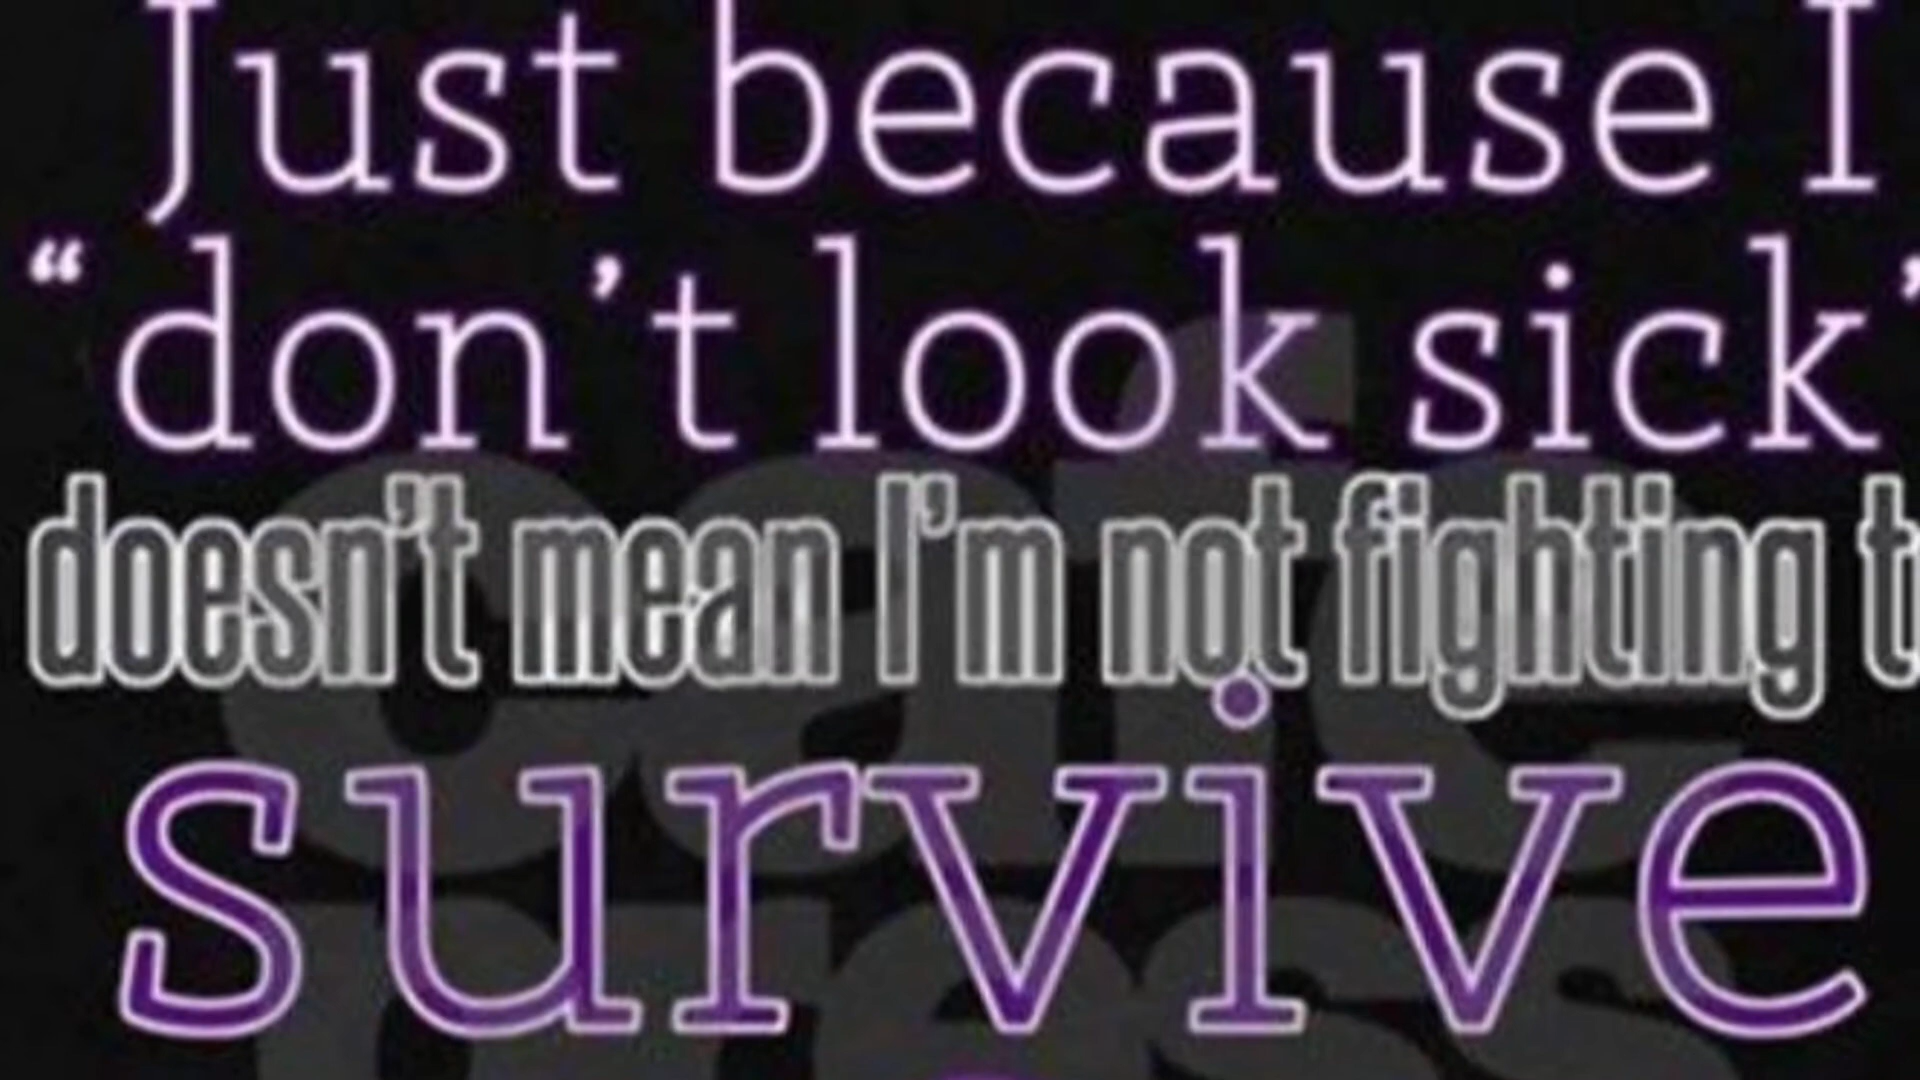 Just because I
“don’t look sick”
doesn’t mean I’m not fighting
survive